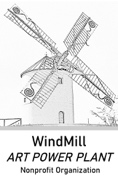 WindMill
ART POWER PLANT
Nonprofit Organization